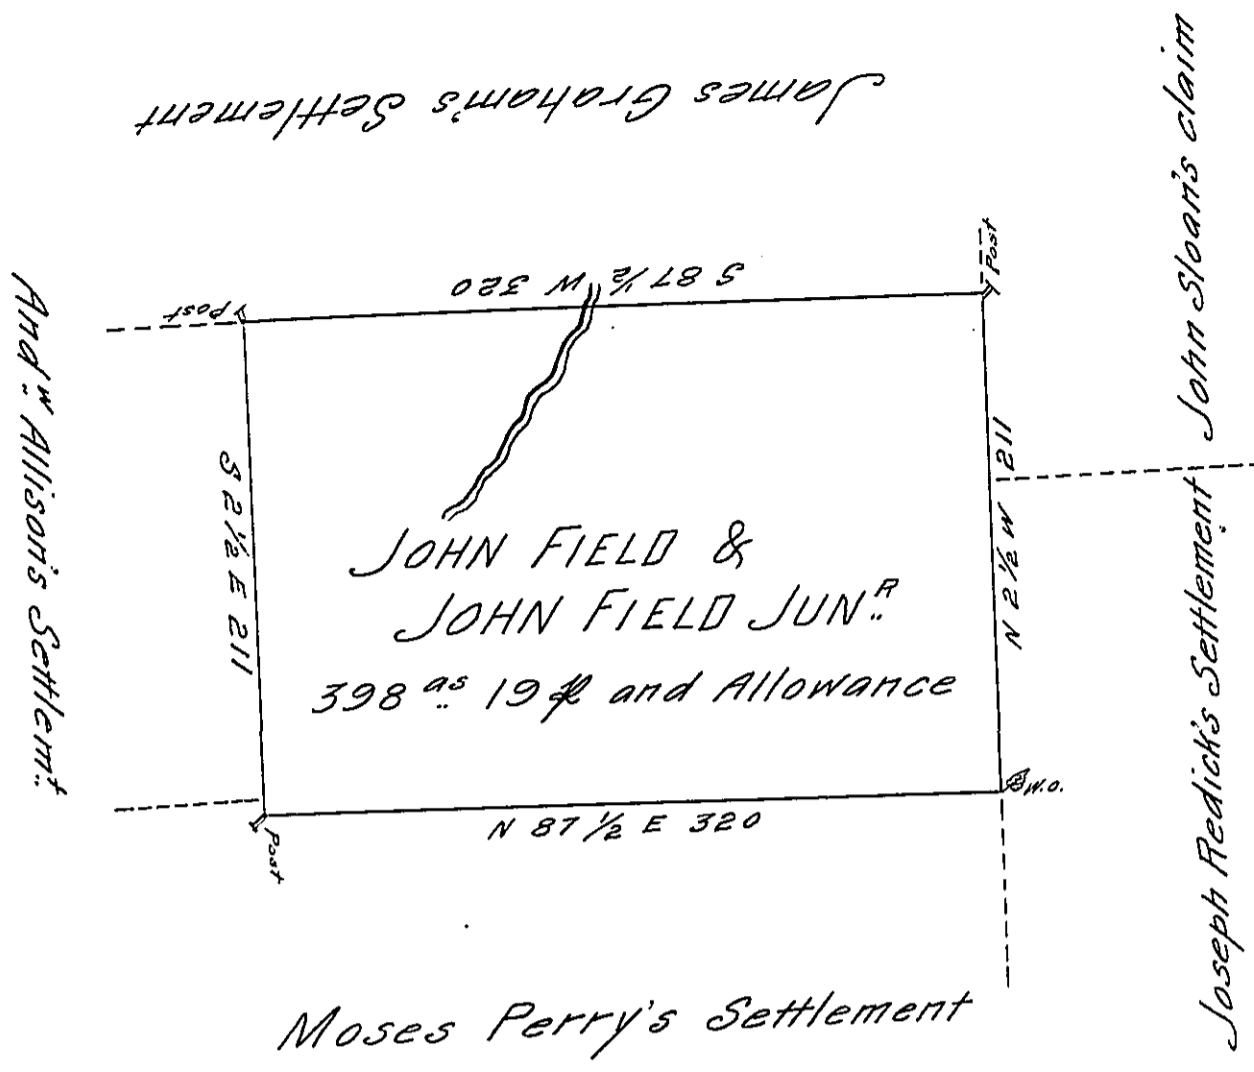 James Graham's Settlement
John Sloan's claim
Post
S 87 ½ W 320
Post
And.w Allison's Settlem.t
S 2 ½ E 211
N 2 ½ W 211
JOHN FIELD &
JOHN FIELD JUN.R
398 as 19 and Allowance
Joseph Redick's Settlement
W.O.
N 87 ½ E 320
Post
Moses Perry's Settlement